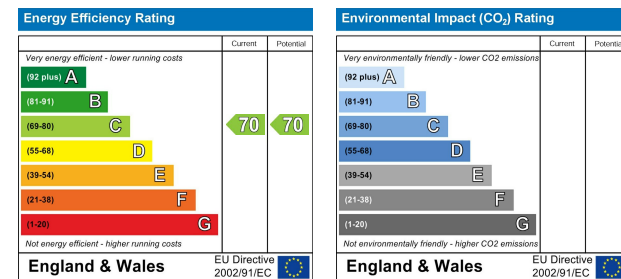 Energy Efficiency Rating
Current Potential
Very energy efficient - lower running costs
(92 plus) A
(81-91) B
(69-80) C 70 70
(55-68) D
(39-54) E
(21-38) F
(1-20) G
Not energy efficient - higher running costs
England & Wales
EU Directive
2002/91/EC
Environmental Impact (CO₂) Rating
Current Potential
Very environmentally friendly - lower CO2 emissions
(92 plus) A
(81-91) B
(69-80) C
(55-68) D
(39-54) E
(21-38) F
(1-20) G
Not environmentally friendly - higher CO2 emissions
England & Wales
EU Directive
2002/91/EC